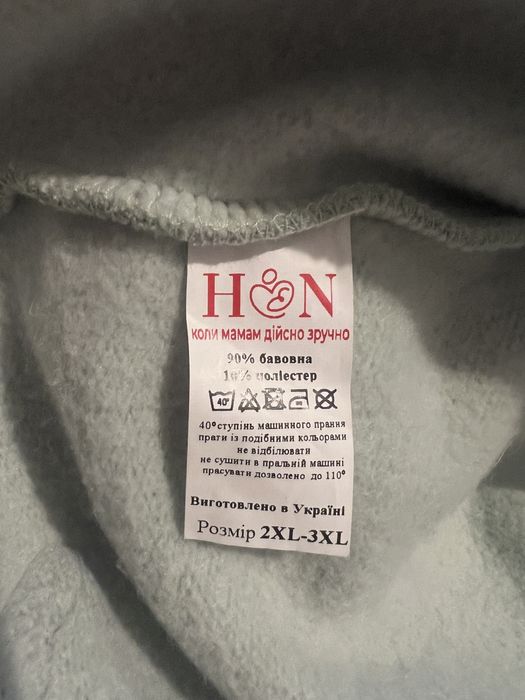 HEN
коли мамам дійсно зручно
90% бавовна
10% поліестер
40°
40° ступінь машинного прання
прати із подібними кольорами
не відбілювати
не сушити в пральній машині
прасувати дозволено до 110°
Виготовлено в Україні
Розмір 2XL-3XL